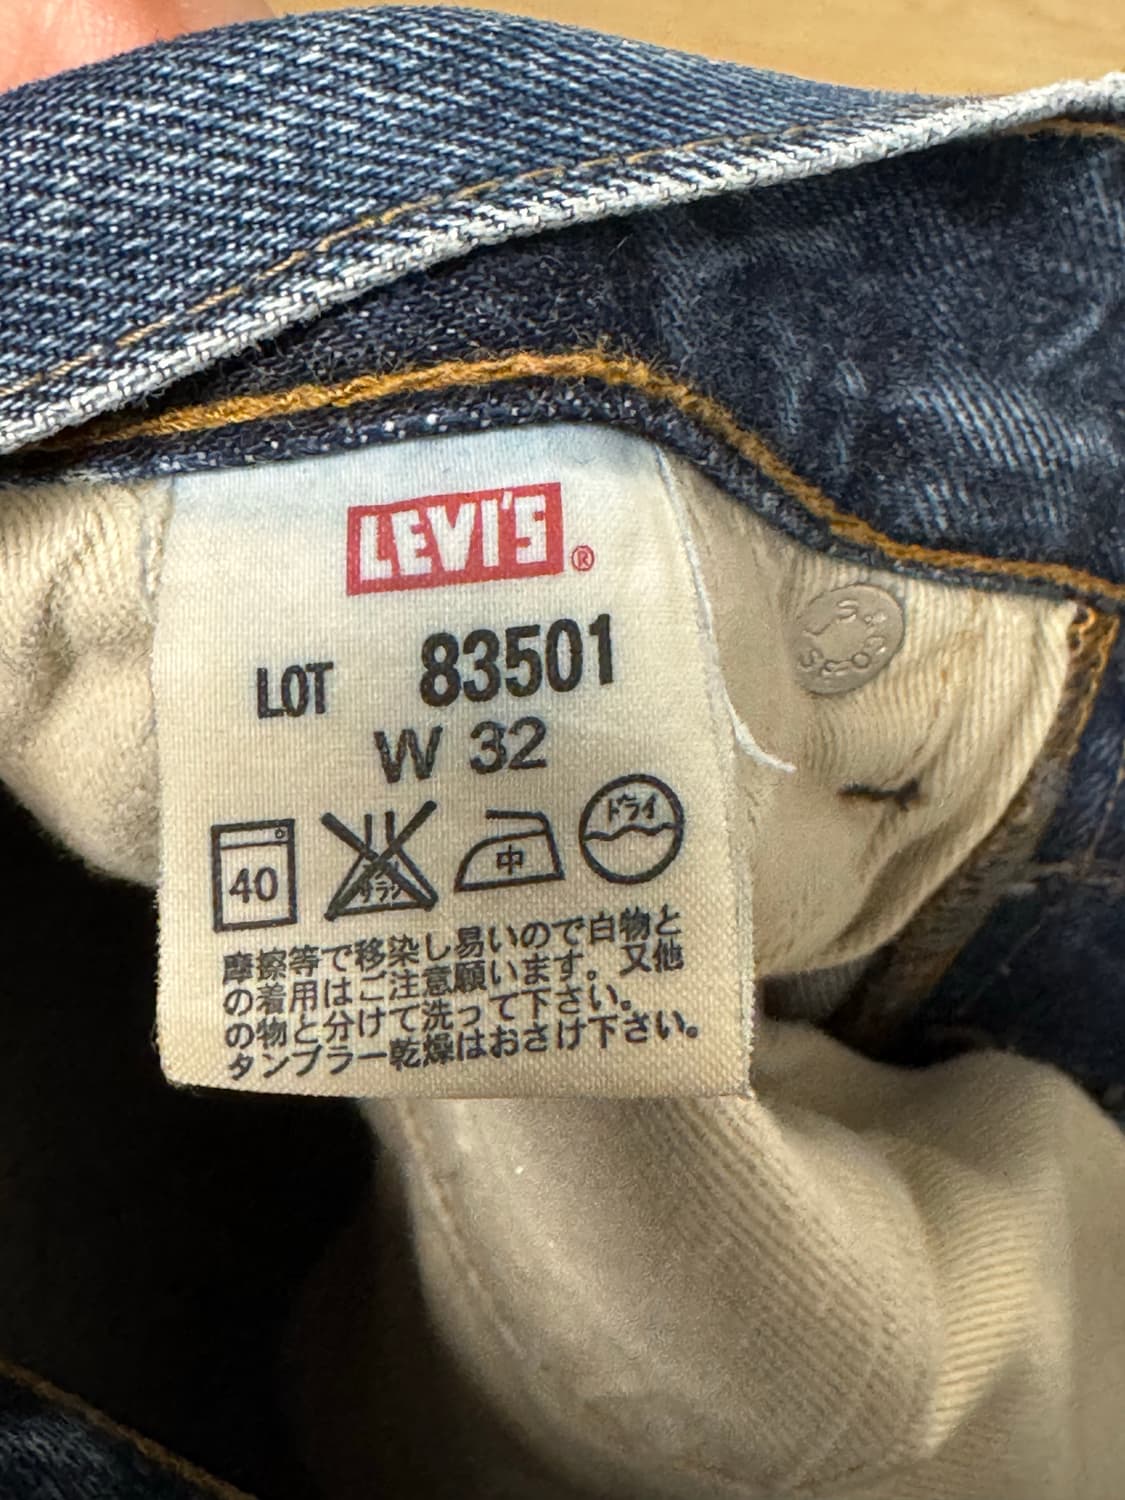 LEVI'S®
LOT 83501
W 32
40 サラシ 中 ドライ
摩擦等で移染し易いので白物と
の着用はご注意願います。又他
の物と分けて洗って下さい。
タンブラー乾燥はおさけ下さい。